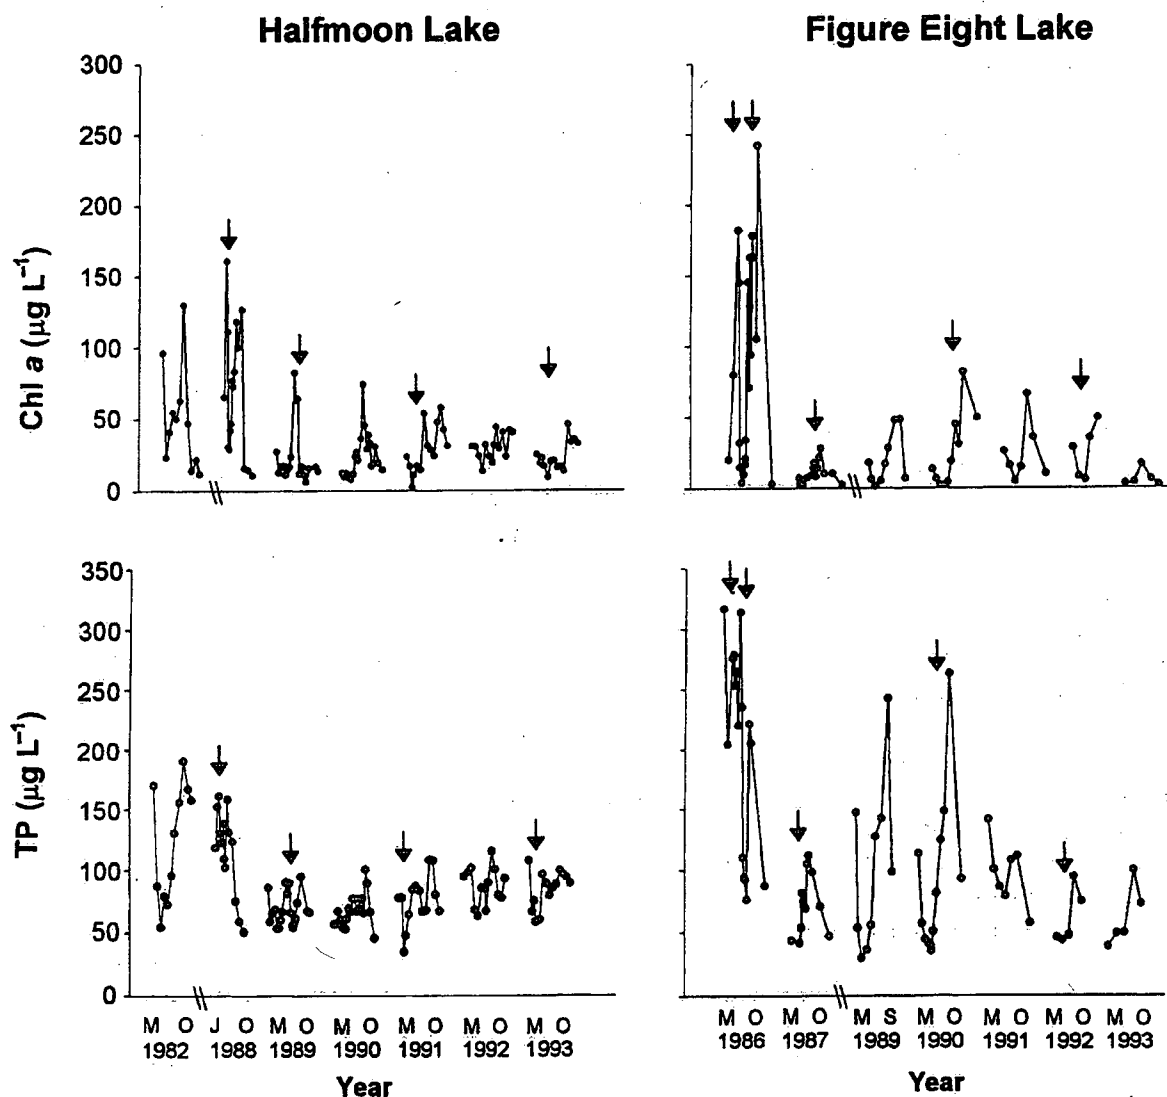 Halfmoon Lake
Figure Eight Lake
300
250
200
150
100
50
0
Chl a (µg L⁻¹)
350
300
250
200
150
100
50
0
TP (µg L⁻¹)
M O J O M O M O M O M O M O
1982 1988 1989 1990 1991 1992 1993
Year
M O M O M S M O M O M O M O
1986 1987 1989 1990 1991 1992 1993
Year